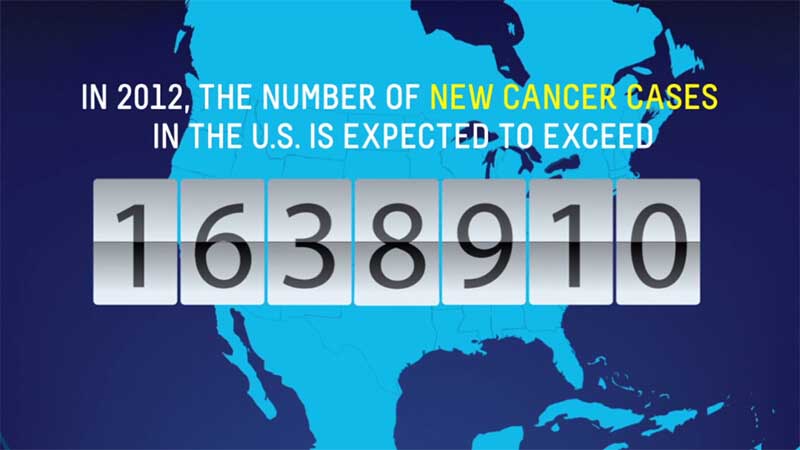 IN 2012, THE NUMBER OF NEW CANCER CASES
IN THE U.S. IS EXPECTED TO EXCEED
1638910